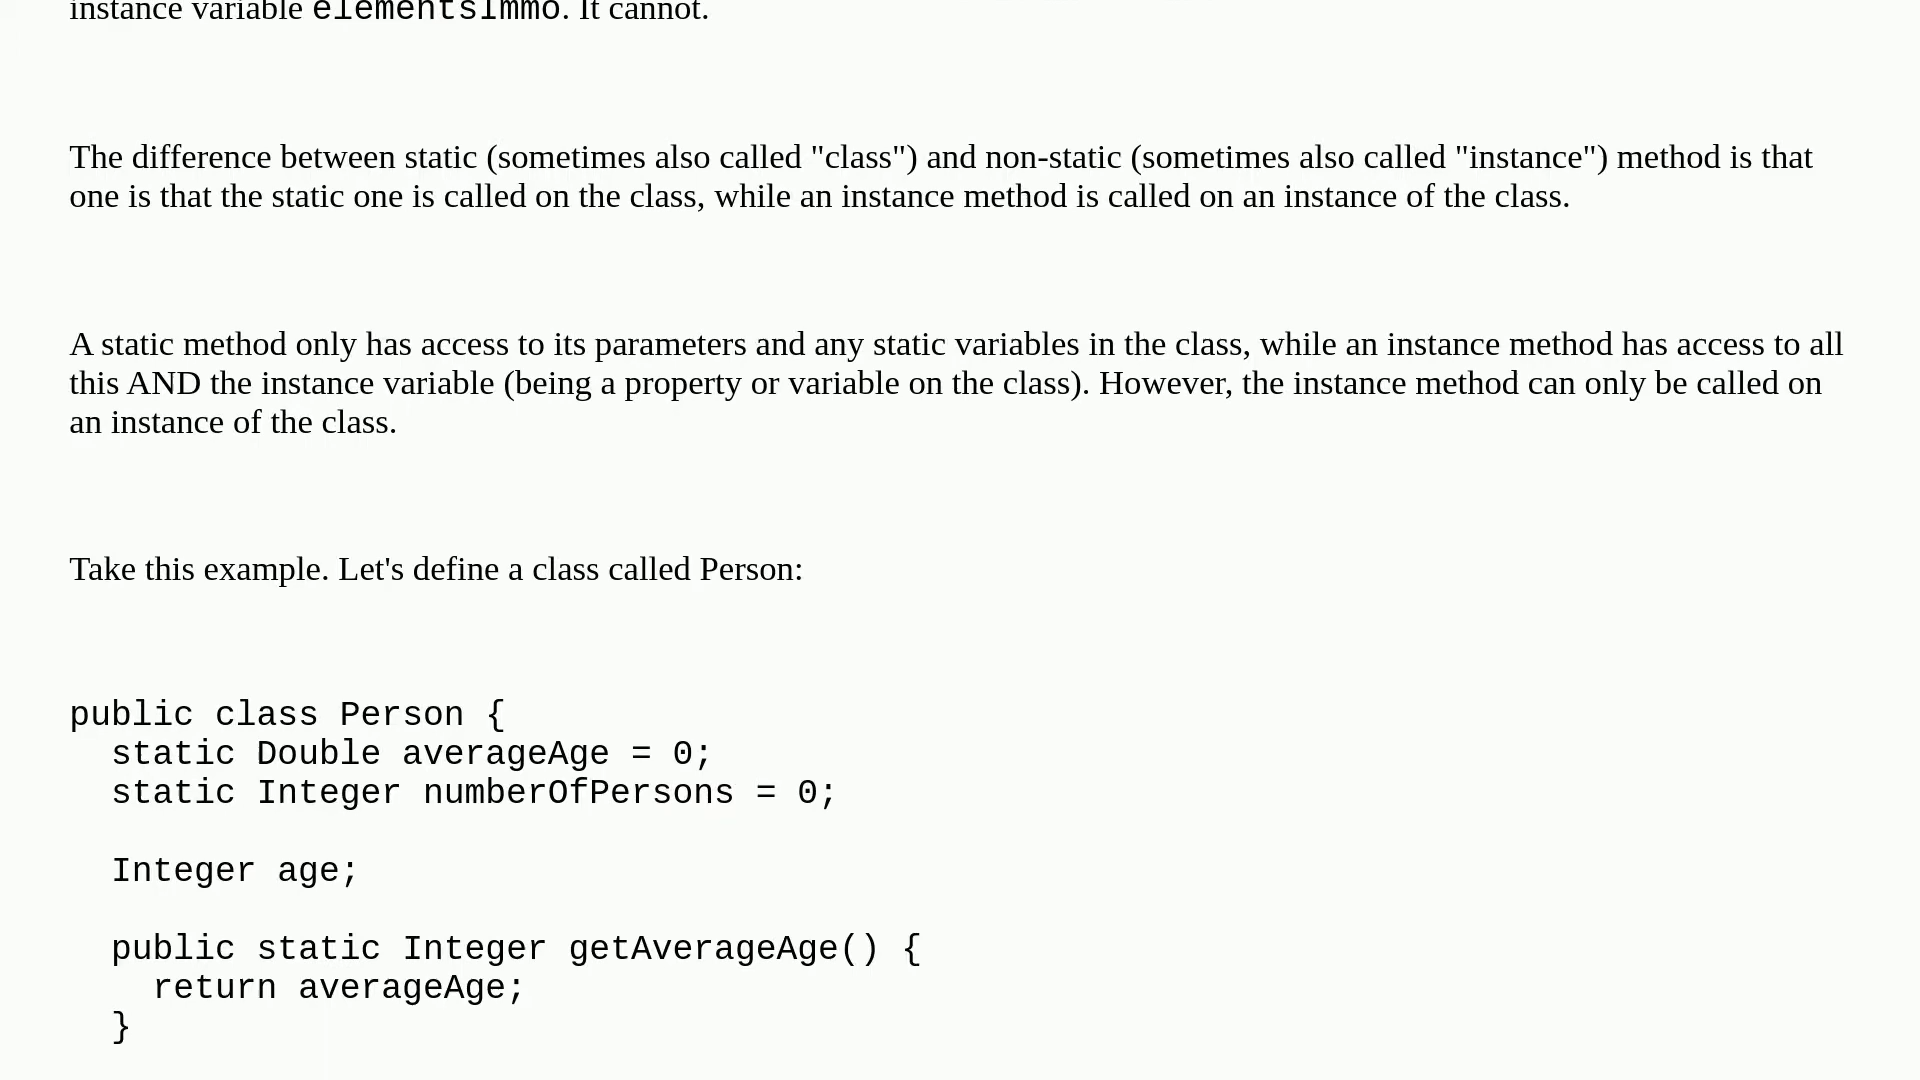 instance variable elementsImmo. It cannot.
The difference between static (sometimes also called "class") and non-static (sometimes also called "instance") method is that
one is that the static one is called on the class, while an instance method is called on an instance of the class.
A static method only has access to its parameters and any static variables in the class, while an instance method has access to all
this AND the instance variable (being a property or variable on the class). However, the instance method can only be called on
an instance of the class.
Take this example. Let's define a class called Person:
public class Person {
  static Double averageAge = 0;
  static Integer numberOfPersons = 0;
  Integer age;
  public static Integer getAverageAge() {
    return averageAge;
  }